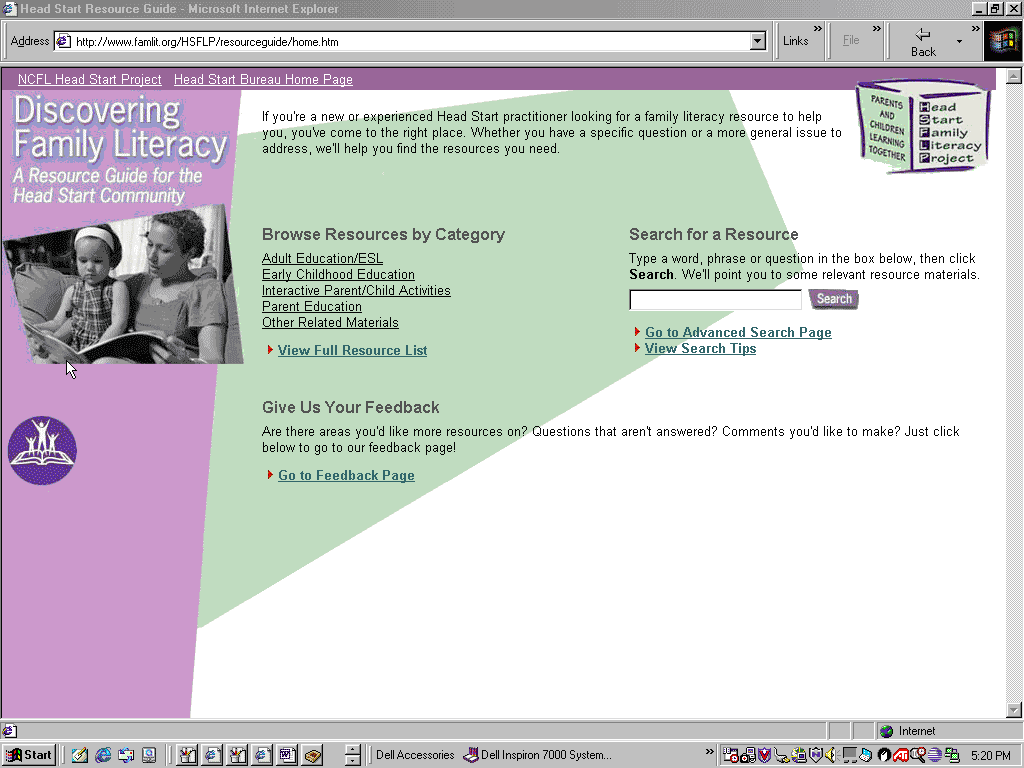 Head Start Resource Guide - Microsoft Internet Explorer
Address http://www.famlit.org/HSFLP/resourceguide/home.htm Links » File » Back »
NCFL Head Start Project Head Start Bureau Home Page
Discovering
Family Literacy
A Resource Guide for the
Head Start Community
If you're a new or experienced Head Start practitioner looking for a family literacy resource to help
you, you've come to the right place. Whether you have a specific question or a more general issue to
address, we'll help you find the resources you need.
PARENTS
AND
CHILDREN
LEARNING
TOGETHER
Head
Start
Family
Literacy
Project
Browse Resources by Category
Adult Education/ESL
Early Childhood Education
Interactive Parent/Child Activities
Parent Education
Other Related Materials
View Full Resource List
Search for a Resource
Type a word, phrase or question in the box below, then click
Search. We'll point you to some relevant resource materials.
Search
Go to Advanced Search Page
View Search Tips
Give Us Your Feedback
Are there areas you'd like more resources on? Questions that aren't answered? Comments you'd like to make? Just click
below to go to our feedback page!
Go to Feedback Page
Internet
Start Dell Accessories Dell Inspiron 7000 System... » 5:20 PM